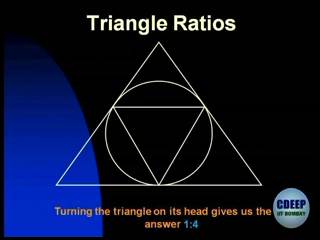 Triangle Ratios
Turning the triangle on its head gives us the
answer 1:4
CDEEP
IIT BOMBAY